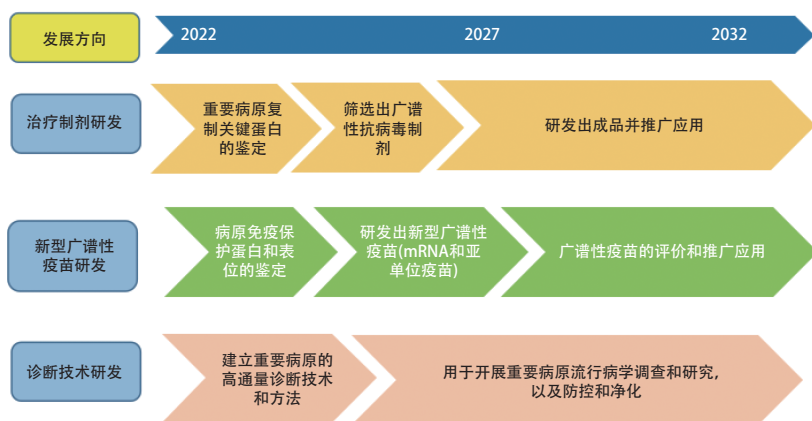 发展方向
2022
2027
2032
治疗制剂研发
重要病原复
制关键蛋白
的鉴定
筛选出广谱
性抗病毒制
剂
研发出成品并推广应用
新型广谱性
疫苗研发
病原免疫保
护蛋白和表
位的鉴定
研发出新型广谱性
疫苗(mRNA和亚
单位疫苗)
广谱性疫苗的评价和推广应用
诊断技术研发
建立重要病原的
高通量诊断技术
和方法
用于开展重要病原流行病学调查和研究，
以及防控和净化